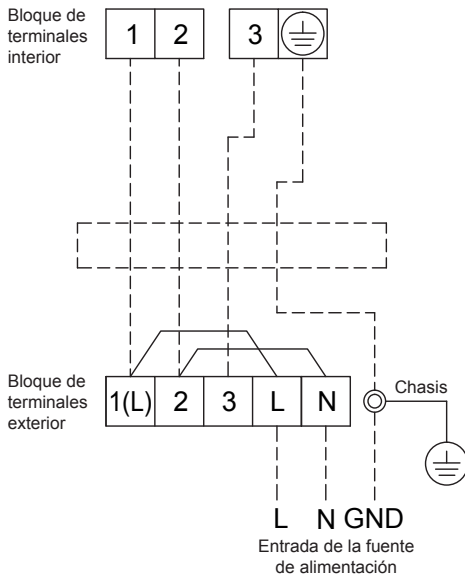 Bloque de
terminales
interior
1 2 3
Bloque de
terminales
exterior
1(L) 2 3 L N
Chasis
L N GND
Entrada de la fuente
de alimentación